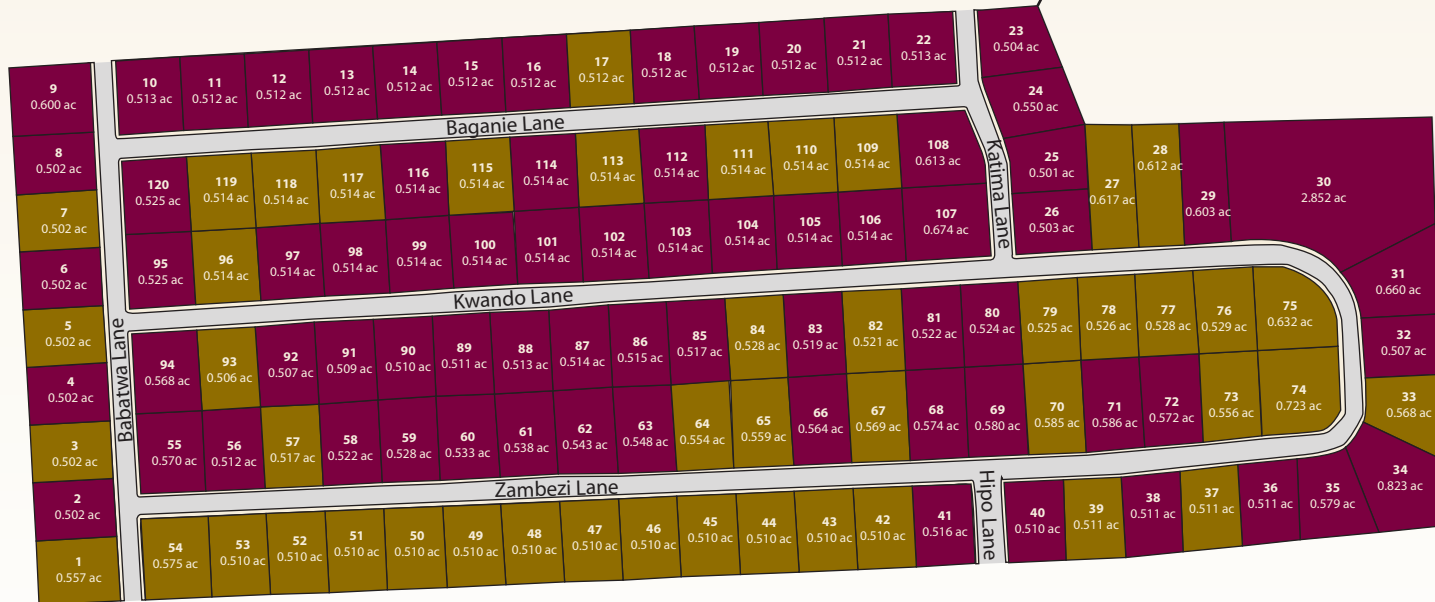 9
0.600 ac
8
0.502 ac
7
0.502 ac
6
0.502 ac
5
0.502 ac
4
0.502 ac
3
0.502 ac
2
0.502 ac
1
0.557 ac
Babatwa Lane
10
0.513 ac
11
0.512 ac
12
0.512 ac
13
0.512 ac
14
0.512 ac
15
0.512 ac
16
0.512 ac
17
0.512 ac
18
0.512 ac
19
0.512 ac
20
0.512 ac
21
0.512 ac
22
0.513 ac
23
0.504 ac
24
0.550 ac
Baganie Lane
Katima Lane
120
0.525 ac
119
0.514 ac
118
0.514 ac
117
0.514 ac
116
0.514 ac
115
0.514 ac
114
0.514 ac
113
0.514 ac
112
0.514 ac
111
0.514 ac
110
0.514 ac
109
0.514 ac
108
0.613 ac
25
0.501 ac
26
0.503 ac
27
0.617 ac
28
0.612 ac
29
0.603 ac
30
2.852 ac
95
0.525 ac
96
0.514 ac
97
0.514 ac
98
0.514 ac
99
0.514 ac
100
0.514 ac
101
0.514 ac
102
0.514 ac
103
0.514 ac
104
0.514 ac
105
0.514 ac
106
0.514 ac
107
0.674 ac
31
0.660 ac
32
0.507 ac
33
0.568 ac
34
0.823 ac
Kwando Lane
94
0.568 ac
93
0.506 ac
92
0.507 ac
91
0.509 ac
90
0.510 ac
89
0.511 ac
88
0.513 ac
87
0.514 ac
86
0.515 ac
85
0.517 ac
84
0.528 ac
83
0.519 ac
82
0.521 ac
81
0.522 ac
80
0.524 ac
79
0.525 ac
78
0.526 ac
77
0.528 ac
76
0.529 ac
75
0.632 ac
55
0.570 ac
56
0.512 ac
57
0.517 ac
58
0.522 ac
59
0.528 ac
60
0.533 ac
61
0.538 ac
62
0.543 ac
63
0.548 ac
64
0.554 ac
65
0.559 ac
66
0.564 ac
67
0.569 ac
68
0.574 ac
69
0.580 ac
70
0.585 ac
71
0.586 ac
72
0.572 ac
73
0.556 ac
74
0.723 ac
Zambezi Lane
Hipo Lane
54
0.575 ac
53
0.510 ac
52
0.510 ac
51
0.510 ac
50
0.510 ac
49
0.510 ac
48
0.510 ac
47
0.510 ac
46
0.510 ac
45
0.510 ac
44
0.510 ac
43
0.510 ac
42
0.510 ac
41
0.516 ac
40
0.510 ac
39
0.511 ac
38
0.511 ac
37
0.511 ac
36
0.511 ac
35
0.579 ac